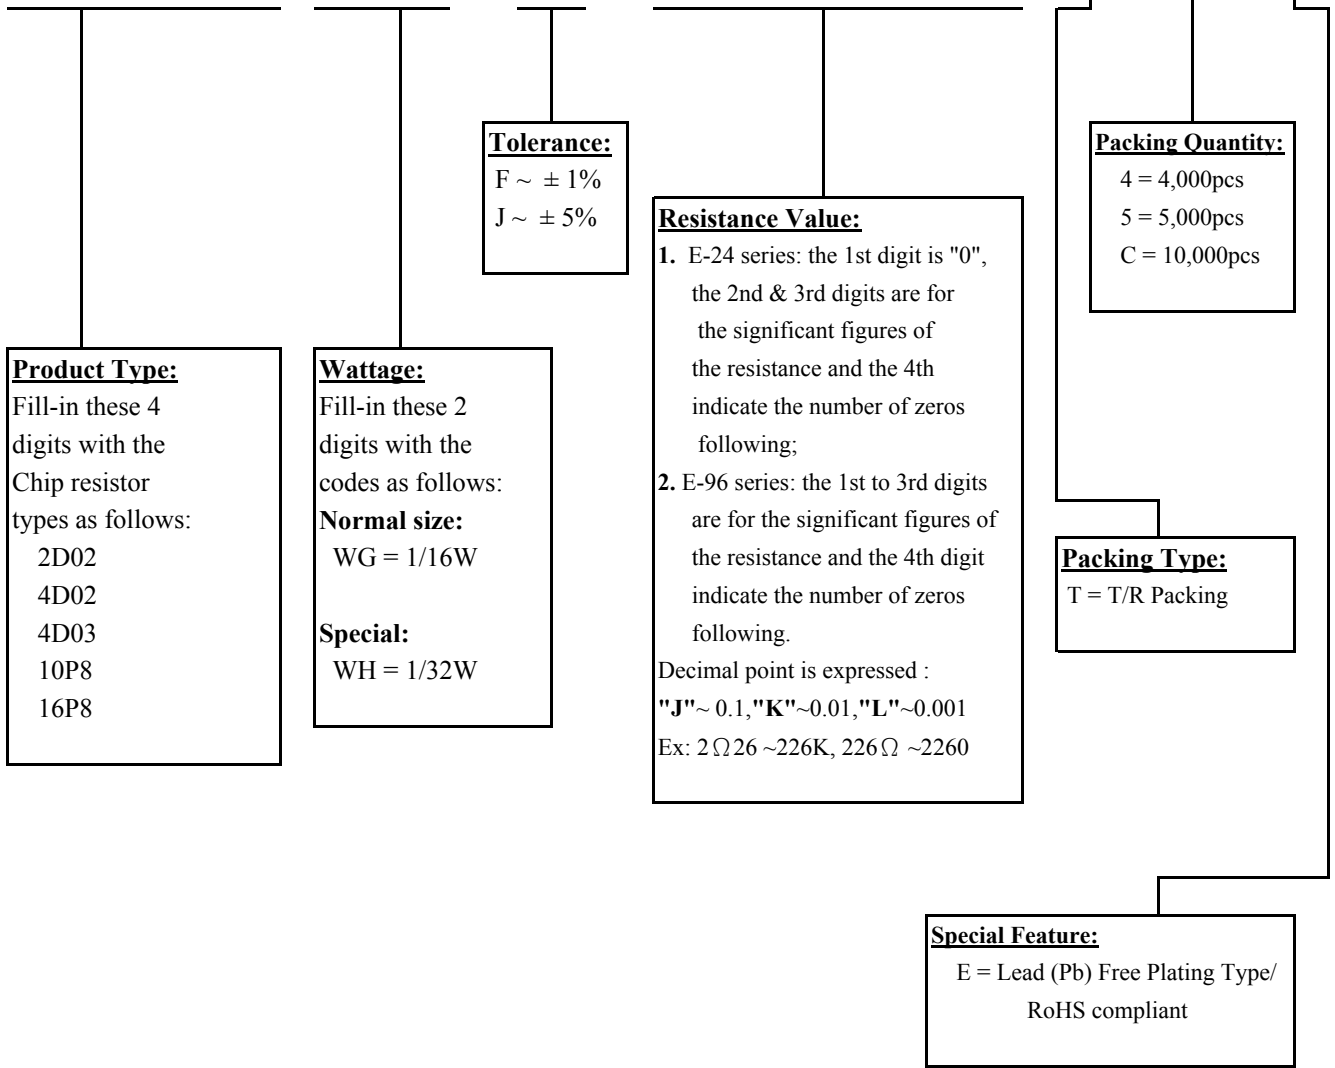 Tolerance:
F ~ ± 1%
J ~ ± 5%
Packing Quantity:
4 = 4,000pcs
5 = 5,000pcs
C = 10,000pcs
Resistance Value:
1. E-24 series: the 1st digit is "0",
the 2nd & 3rd digits are for
the significant figures of
the resistance and the 4th
indicate the number of zeros
following;
2. E-96 series: the 1st to 3rd digits
are for the significant figures of
the resistance and the 4th digit
indicate the number of zeros
following.
Decimal point is expressed :
"J"~ 0.1,"K"~0.01,"L"~0.001
Ex: 2Ω26 ~226K, 226Ω ~2260
Product Type:
Fill-in these 4
digits with the
Chip resistor
types as follows:
2D02
4D02
4D03
10P8
16P8
Wattage:
Fill-in these 2
digits with the
codes as follows:
Normal size:
WG = 1/16W
Special:
WH = 1/32W
Packing Type:
T = T/R Packing
Special Feature:
E = Lead (Pb) Free Plating Type/
RoHS compliant